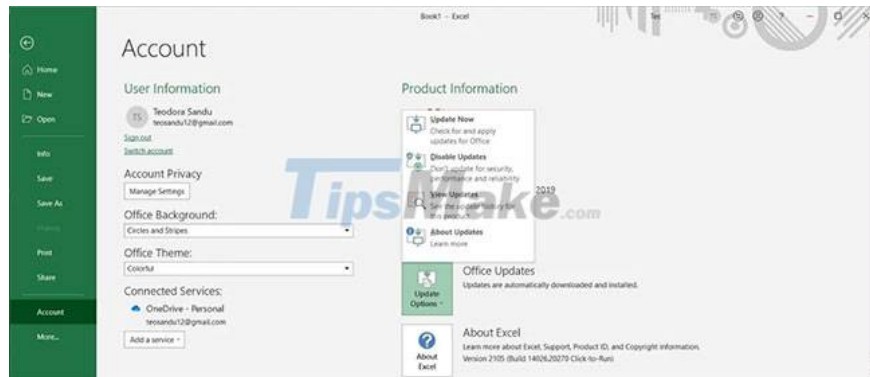 Book1 - Excel
TS
Account
Home
New
Open
Info
Save
Save As
Print
Share
Account
More...
User Information
TS
Teodora Sandu
teosandu12@gmail.com
Sign out
Switch account
Account Privacy
Manage Settings
Office Background:
Circles and Stripes
Office Theme:
Colorful
Connected Services:
OneDrive - Personal
teosandu12@gmail.com
Add a service
Product Information
Update Now
Check for and apply
updates for Office
Disable Updates
Don't update for security,
performance and reliability
View Updates
See the update history for
this product
2019
About Updates
Learn more
TipsMake.com
Update
Options
Office Updates
Updates are automatically downloaded and installed.
About
Excel
About Excel
Learn more about Excel, Support, Product ID, and Copyright information.
Version 2105 (Build 14026.20270 Click-to-Run)